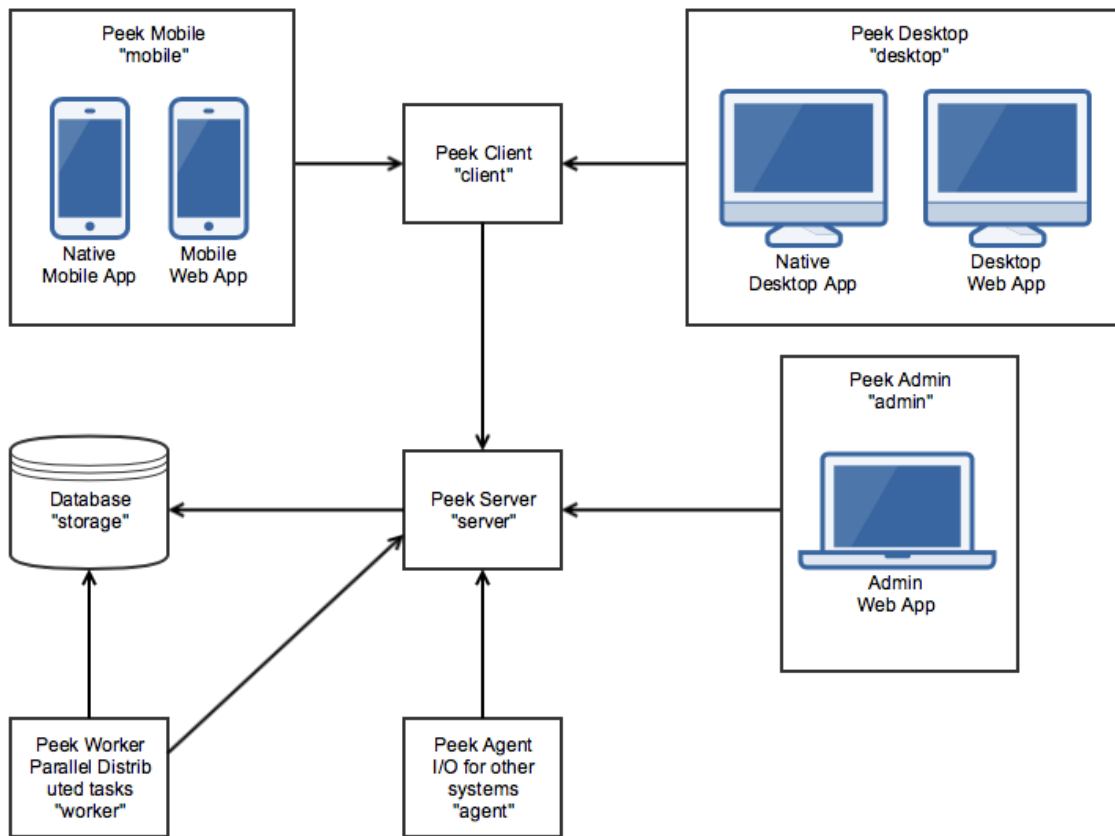 Peek Mobile
"mobile"
Native
Mobile App
Mobile
Web App
Peek Client
"client"
Peek Desktop
"desktop"
Native
Desktop App
Desktop
Web App
Peek Admin
"admin"
Admin
Web App
Database
"storage"
Peek Server
"server"
Peek Worker
Parallel Distrib
uted tasks
"worker"
Peek Agent
I/O for other
systems
"agent"